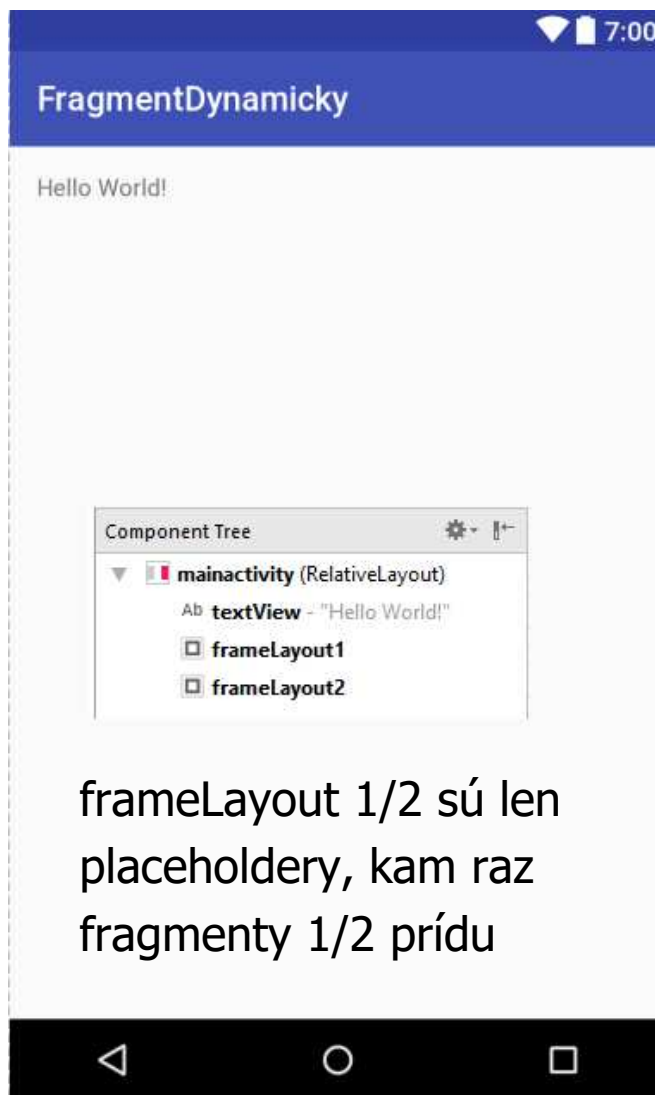 7:00
FragmentDynamicky
Hello World!
Component Tree
mainactivity (RelativeLayout)
Ab textView - "Hello World!"
frameLayout1
frameLayout2
frameLayout 1/2 sú len
placeholdery, kam raz
fragmenty 1/2 prídu